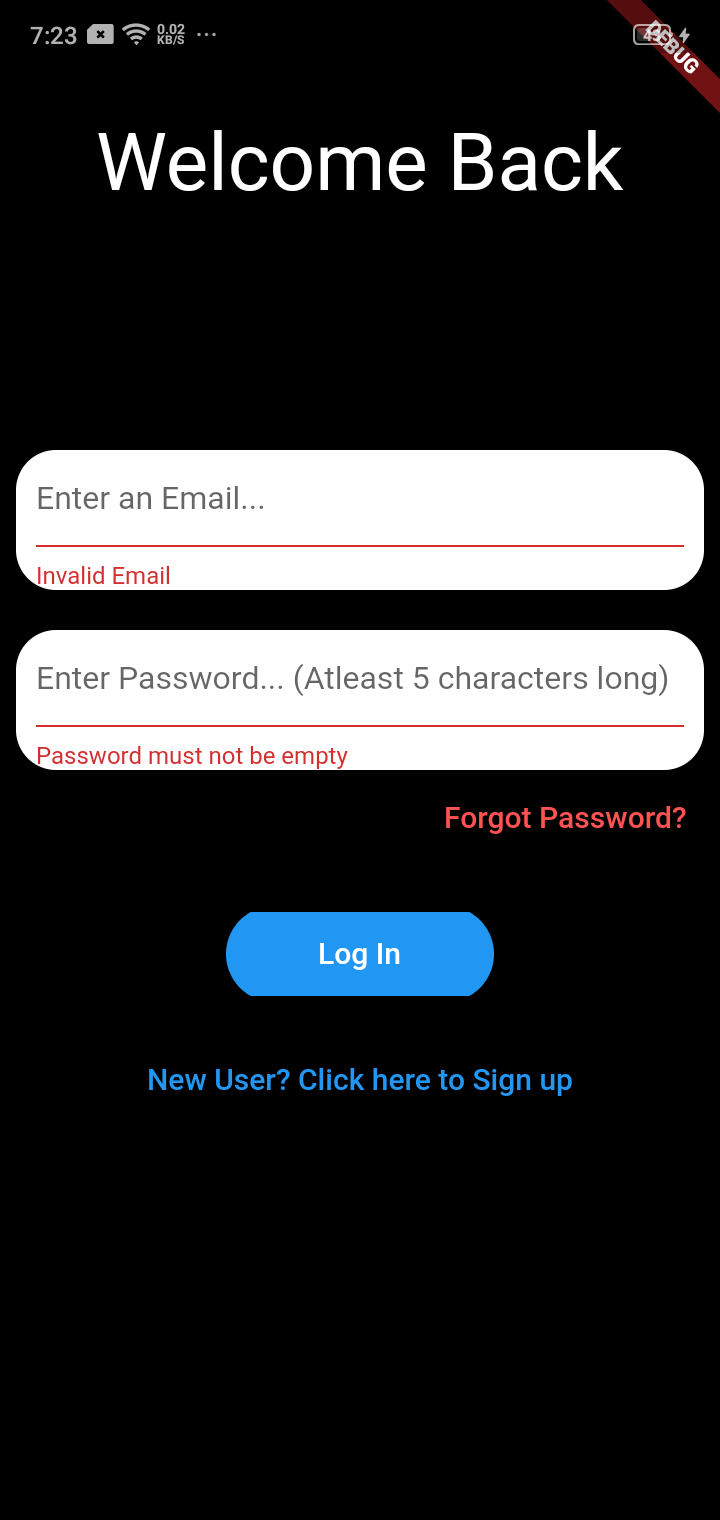 7:23 0.02 KB/S ...
DEBUG
Welcome Back
Enter an Email...
Invalid Email
Enter Password... (Atleast 5 characters long)
Password must not be empty
Forgot Password?
Log In
New User? Click here to Sign up